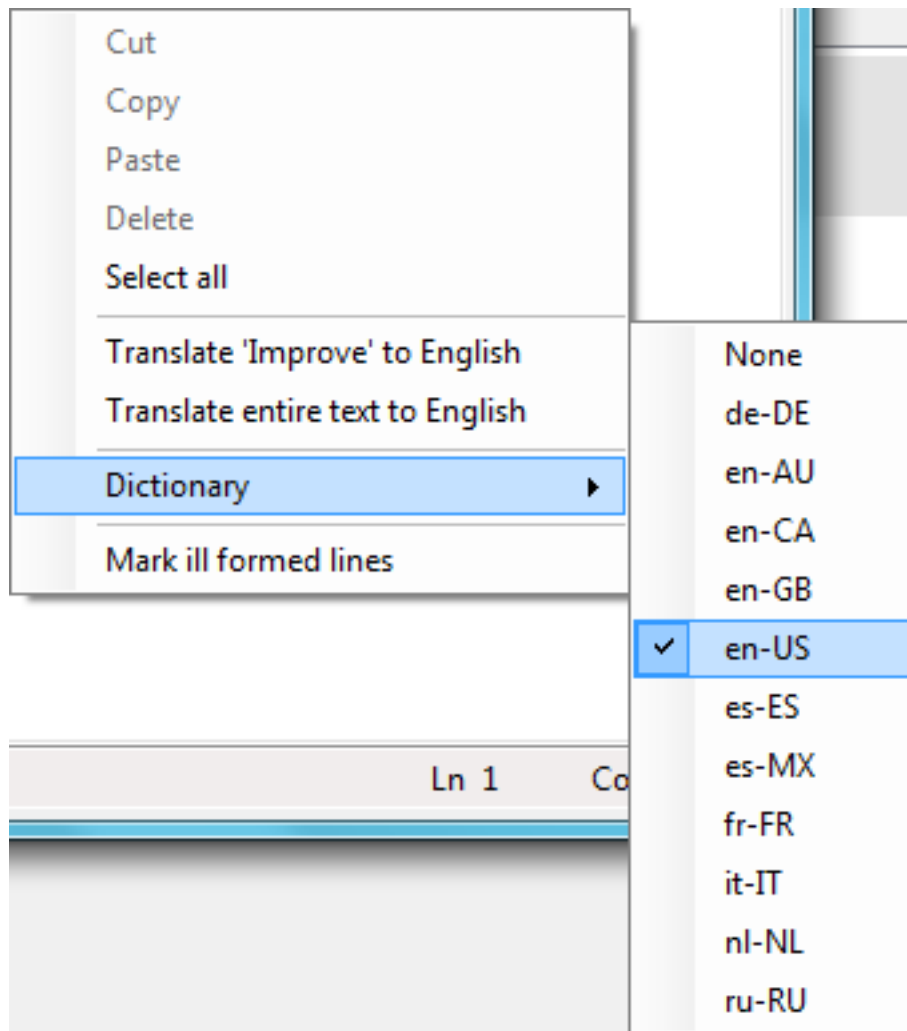 Cut
Copy
Paste
Delete
Select all
Translate 'Improve' to English
Translate entire text to English
Dictionary
Mark ill formed lines
None
de-DE
en-AU
en-CA
en-GB
en-US
es-ES
es-MX
fr-FR
it-IT
nl-NL
ru-RU
Ln 1